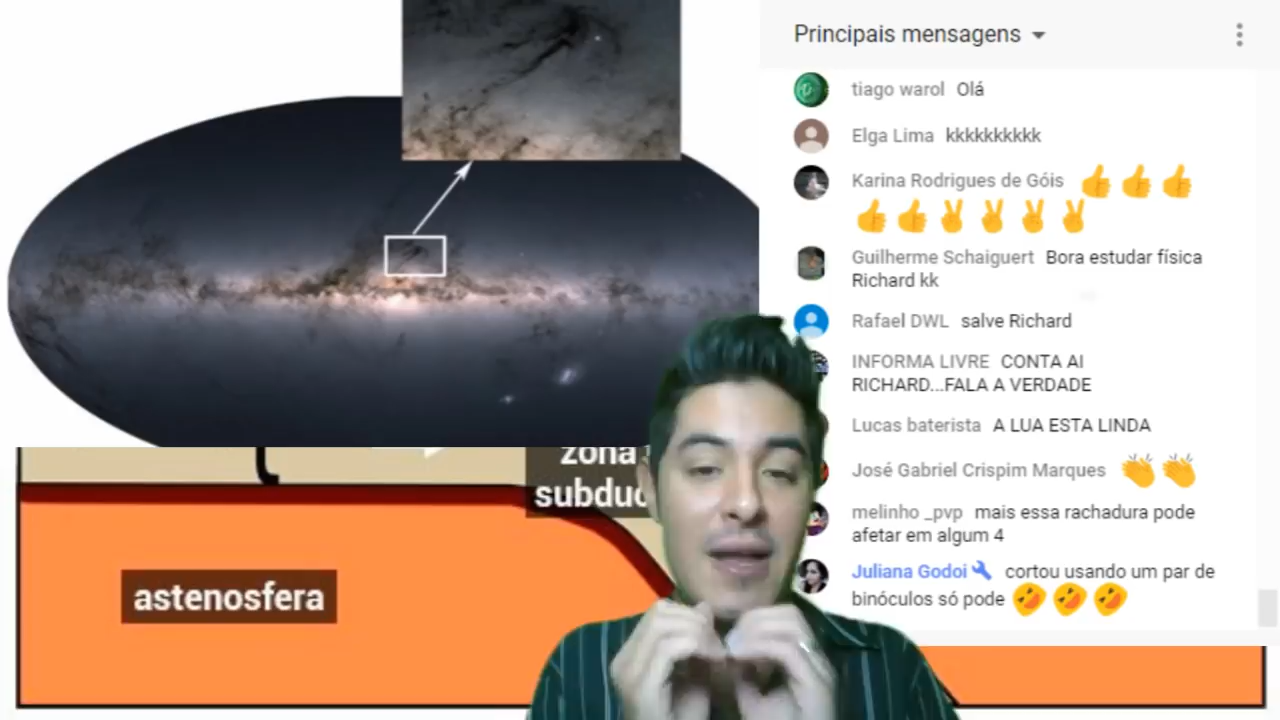 Principais mensagens
tiago warol Olá
Elga Lima kkkkkkkkkk
Karina Rodrigues de Góis 👍👍👍
👍👍✌✌✌✌
Guilherme Schaiguert Bora estudar física
Richard kk
Rafael DWL salve Richard
INFORMA LIVRE CONTA AI
RICHARD...FALA A VERDADE
Lucas baterista A LUA ESTA LINDA
José Gabriel Crispim Marques 👏👏
melinho _pvp mais essa rachadura pode
afetar em algum 4
Juliana Godoi cortou usando um par de
binóculos só pode 🤣🤣🤣
zona
subduc
astenosfera